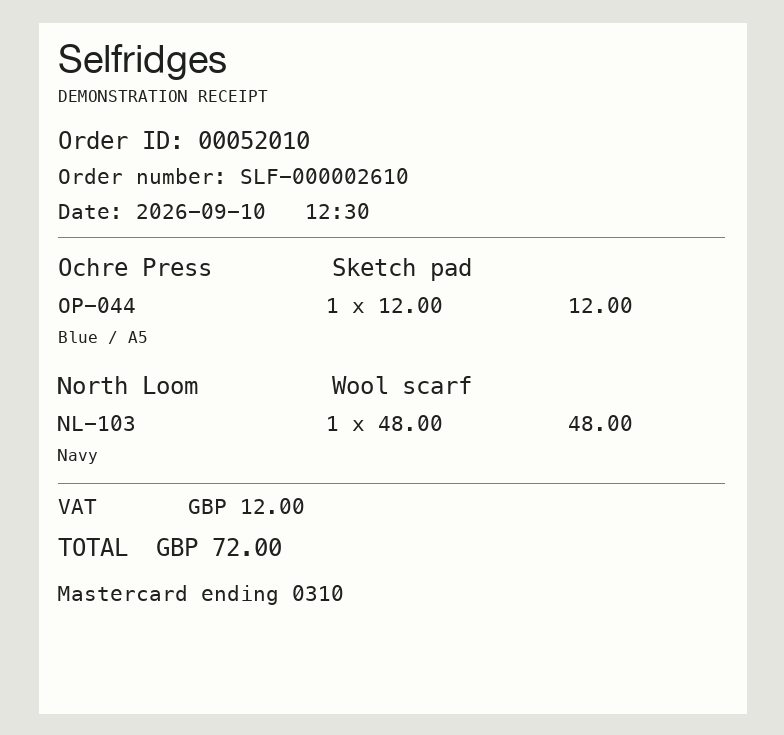 Selfridges
DEMONSTRATION RECEIPT
Order ID: 00052010
Order number: SLF-000002610
Date: 2026-09-10 12:30
Ochre Press Sketch pad
OP-044 1 x 12.00 12.00
Blue / A5
North Loom Wool scarf
NL-103 1 x 48.00 48.00
Navy
VAT GBP 12.00
TOTAL GBP 72.00
Mastercard ending 0310